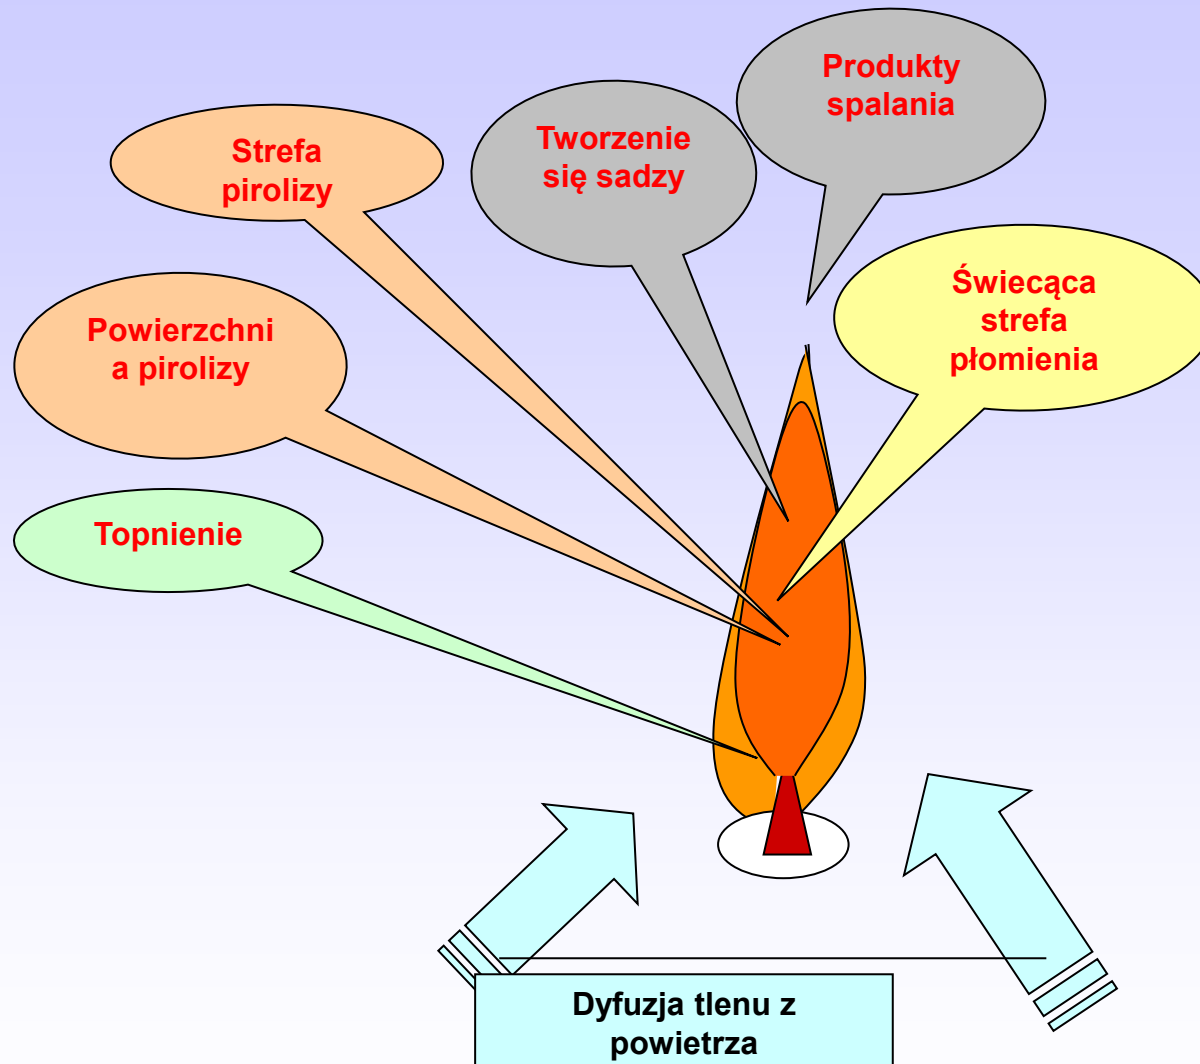 Produkty
spalania
Tworzenie
się sadzy
Strefa
pirolizy
Świecąca
strefa
płomienia
Powierzchni
a pirolizy
Topnienie
Dyfuzja tlenu z
powietrza